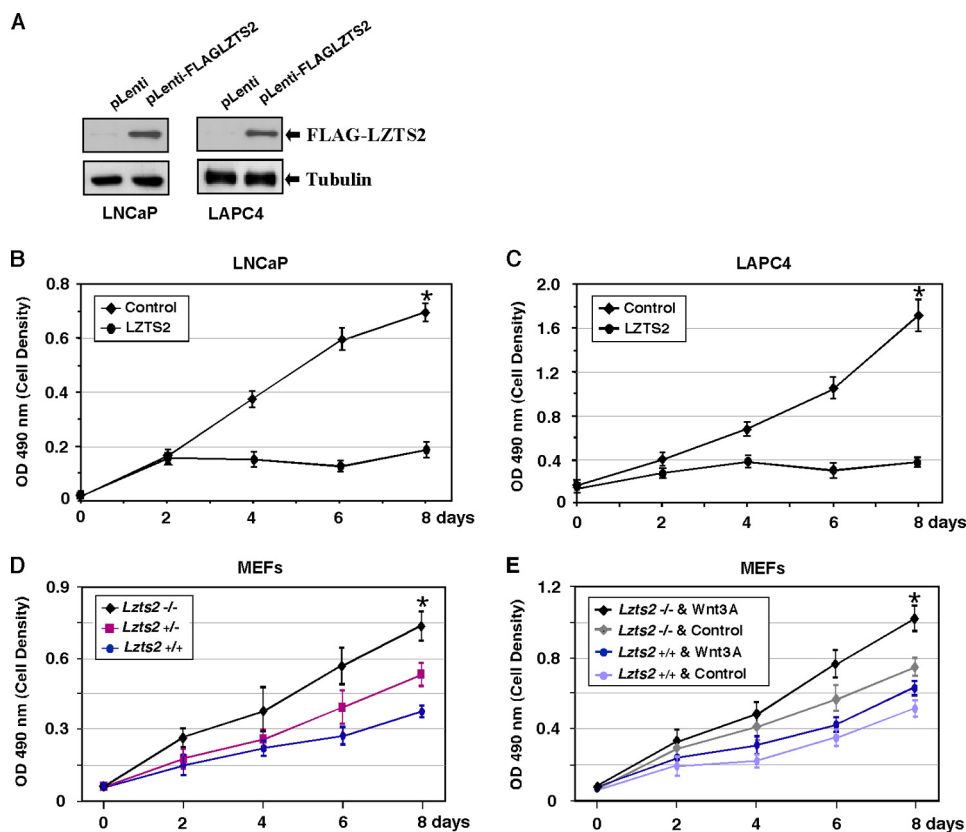 A
pLenti
pLenti-FLAGLZTS2
pLenti
pLenti-FLAGLZTS2
FLAG-LZTS2
Tubulin
LNCaP
LAPC4
B
LNCaP
OD 490 nm (Cell Density)
0.8
0.6
0.4
0.2
0
Control
LZTS2
*
0 2 4 6 8 days
C
LAPC4
OD 490 nm (Cell Density)
2.0
1.6
1.2
0.8
0.4
0
Control
LZTS2
*
0 2 4 6 8 days
D
MEFs
OD 490 nm (Cell Density)
0.9
0.6
0.3
0
Lzts2 -/-
Lzts2 +/-
Lzts2 +/+
*
0 2 4 6 8 days
E
MEFs
OD 490 nm (Cell Density)
1.2
0.8
0.4
0
Lzts2 -/- & Wnt3A
Lzts2 -/- & Control
Lzts2 +/+ & Wnt3A
Lzts2 +/+ & Control
*
0 2 4 6 8 days